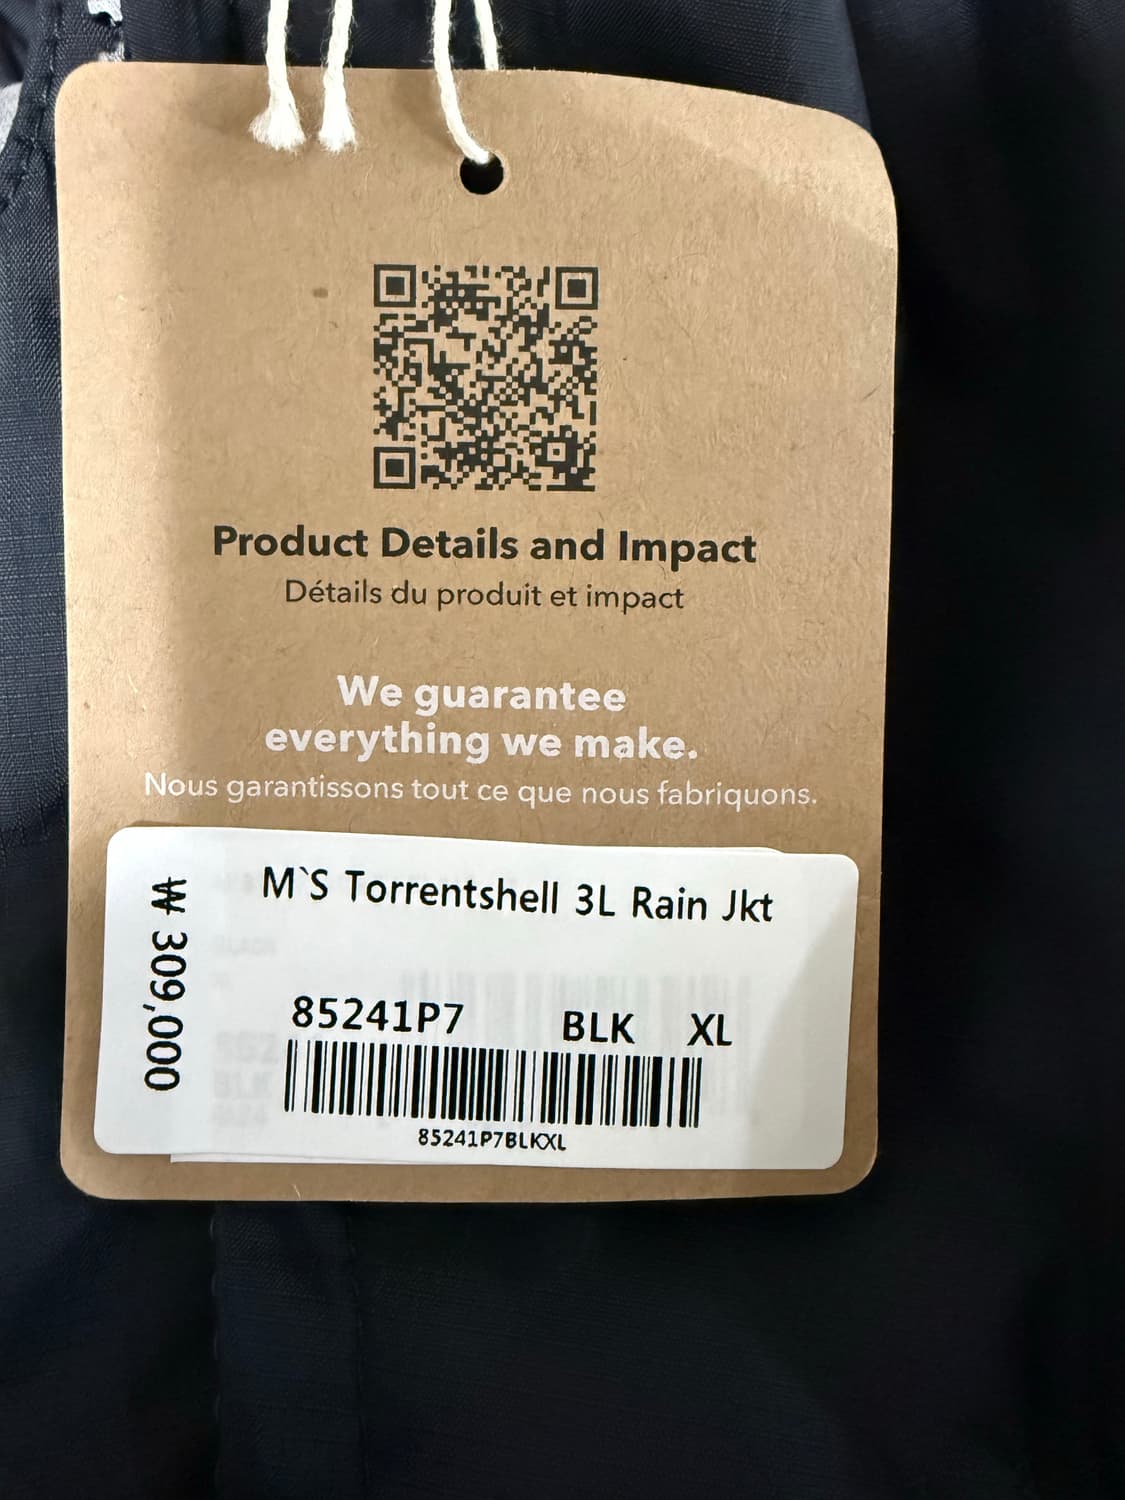 Product Details and Impact
Détails du produit et impact
We guarantee
everything we make.
Nous garantissons tout ce que nous fabriquons.
M`S Torrentshell 3L Rain Jkt
₩ 309,000
85241P7 BLK XL
85241P7BLKXL